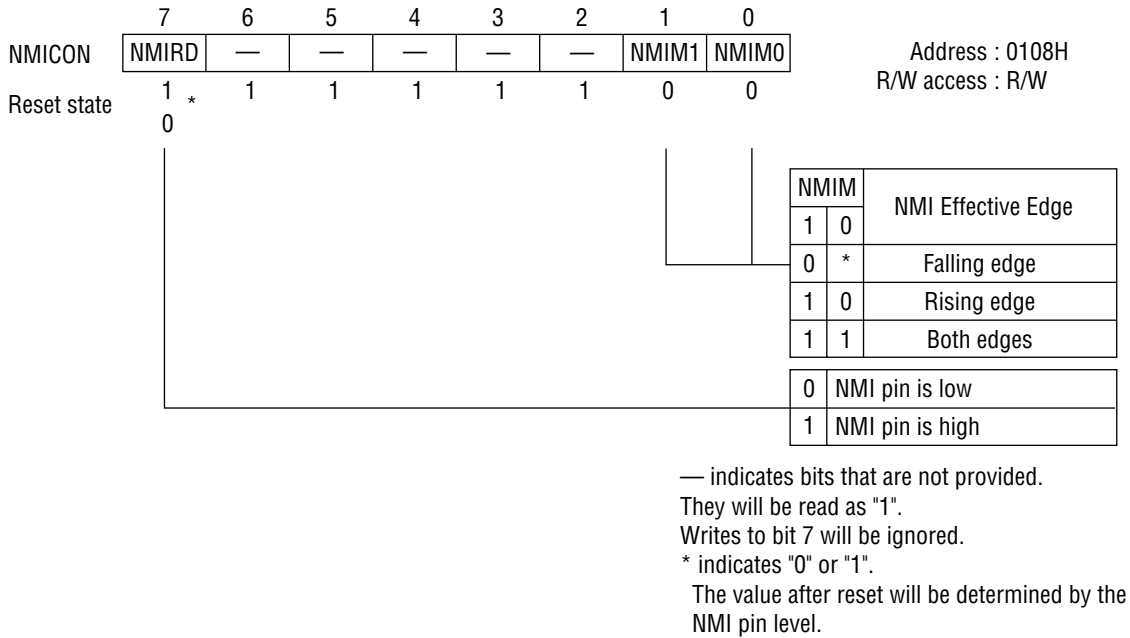 7 6 5 4 3 2 1 0
NMICON NMIRD — — — — — NMIM1 NMIM0 Address : 0108H
R/W access : R/W
Reset state 1 * 1 1 1 1 1 0 0
0
NMIM NMI Effective Edge
1 0
0 * Falling edge
1 0 Rising edge
1 1 Both edges
0 NMI pin is low
1 NMI pin is high
— indicates bits that are not provided.
They will be read as "1".
Writes to bit 7 will be ignored.
* indicates "0" or "1".
The value after reset will be determined by the
NMI pin level.